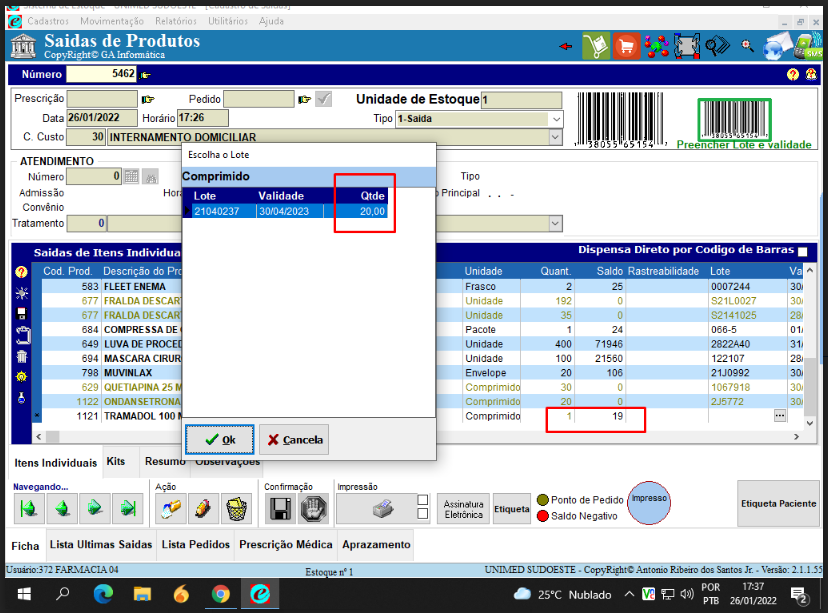 Sistema de Estoque - UNIMED SUDOESTE - [Cadastro de Saídas]
Cadastros Movimentação Relatórios Utilitários Ajuda
Saidas de Produtos
CopyRight© GA Informática
Número 5462
Prescrição Pedido Unidade de Estoque 1
Data 26/01/2022 Horário 17:26 Tipo 1-Saida
C. Custo 30 INTERNAMENTO DOMICILIAR
38055 65154
38055 65154
Preencher Lote e validade
ATENDIMENTO
Número 0 Tipo
Admissão Hora Principal . . -
Convênio
Tratamento 0
Escolha o Lote
Comprimido
Lote Validade Qtde
21040237 30/04/2023 20,00
Ok Cancela
Saidas de Itens Individua Dispensa Direto por Codigo de Barras
Cod. Prod. Descrição do Pro Unidade Quant. Saldo Rastreabilidade Lote Va
583 FLEET ENEMA Frasco 2 25 0007244 30/
677 FRALDA DESCAR Unidade 192 0 S21L0027 30/
677 FRALDA DESCAR Unidade 35 0 S2141025 28/
684 COMPRESSA DE Pacote 1 24 066-5 01/
649 LUVA DE PROCED Unidade 400 71946 2822A40 31/
694 MASCARA CIRUR Unidade 100 21560 122107 28/
798 MUVINLAX Envelope 20 106 21J0992 30/
629 QUETIAPINA 25 M Comprimido 30 0 1067918 30/
1122 ONDANSETRONA Comprimido 20 0 2J5772 30/
1121 TRAMADOL 100 M Comprimido 1 19 ...
Itens Individuais Kits Resumo Observações
Navegando... Ação Confirmação Impressão
Assinatura Eletrônica
Etiqueta
Ponto de Pedido
Saldo Negativo
Impresso
Etiqueta Paciente
Ficha Lista Ultimas Saidas Lista Pedidos Prescrição Médica Aprazamento
Usuário:372 FARMACIA 04 Estoque nº 1 UNIMED SUDOESTE - CopyRight© Antonio Ribeiro dos Santos Jr. - Versão: 2.1.1.55
25°C Nublado POR PTB 17:37 26/01/2022 2